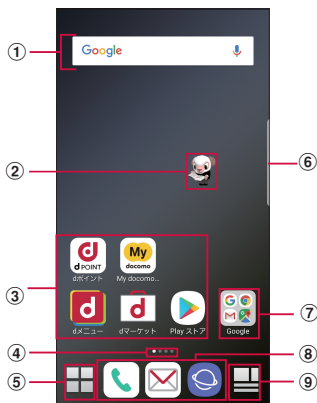 ①
Google
②
⑥
d POINT
My
docomo
dポイント
My docomo...
③
d
d
dメニュー
dマーケット
Play ストア
G
M
Google
⑦
④
⑧
⑤
⑨